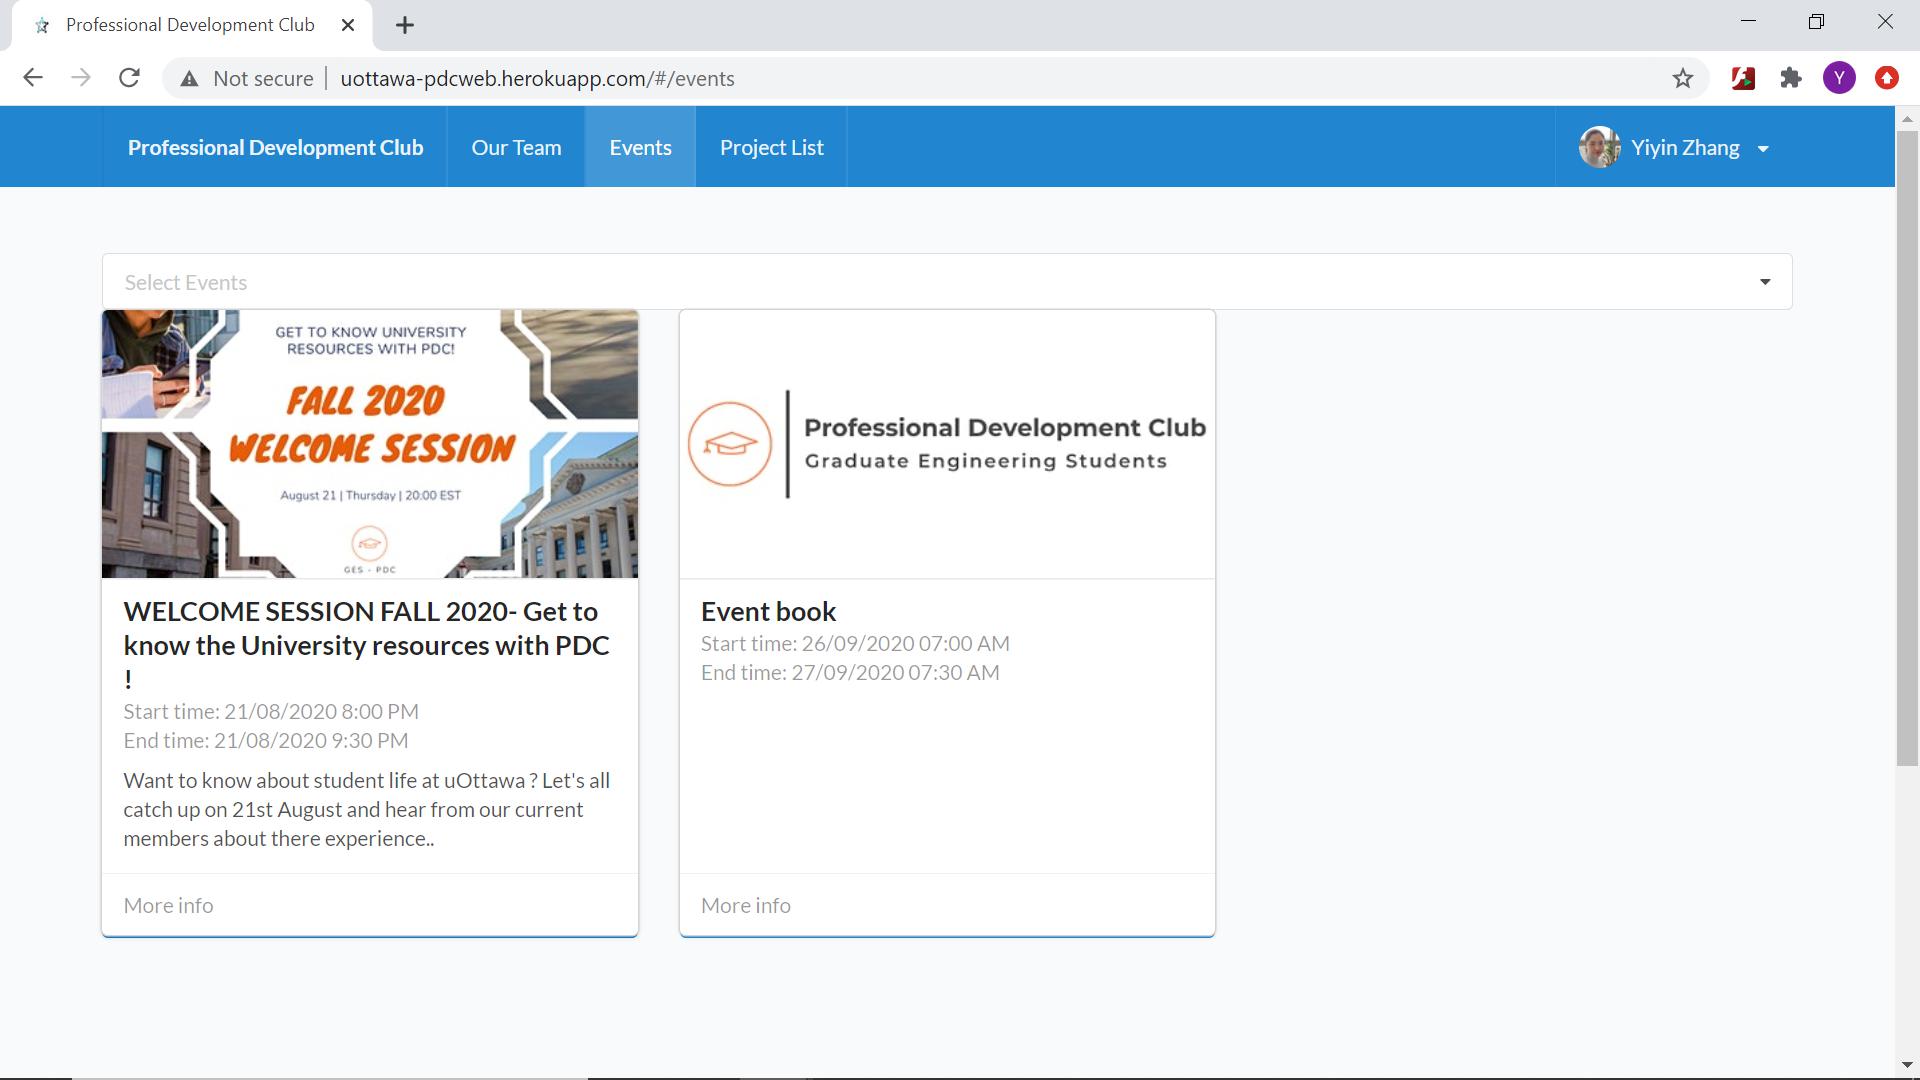 Professional Development Club
Not secure
uottawa-pdcweb.herokuapp.com/#/events
Y
Professional Development Club
Our Team
Events
Project List
Yiyin Zhang
Select Events
GET TO KNOW UNIVERSITY
RESOURCES WITH PDC!
FALL 2020
WELCOME SESSION
August 21 | Thursday | 20:00 EST
GES - PDC
WELCOME SESSION FALL 2020- Get to
know the University resources with PDC
!
Start time: 21/08/2020 8:00 PM
End time: 21/08/2020 9:30 PM
Want to know about student life at uOttawa ? Let's all
catch up on 21st August and hear from our current
members about there experience..
More info
Professional Development Club
Graduate Engineering Students
Event book
Start time: 26/09/2020 07:00 AM
End time: 27/09/2020 07:30 AM
More info